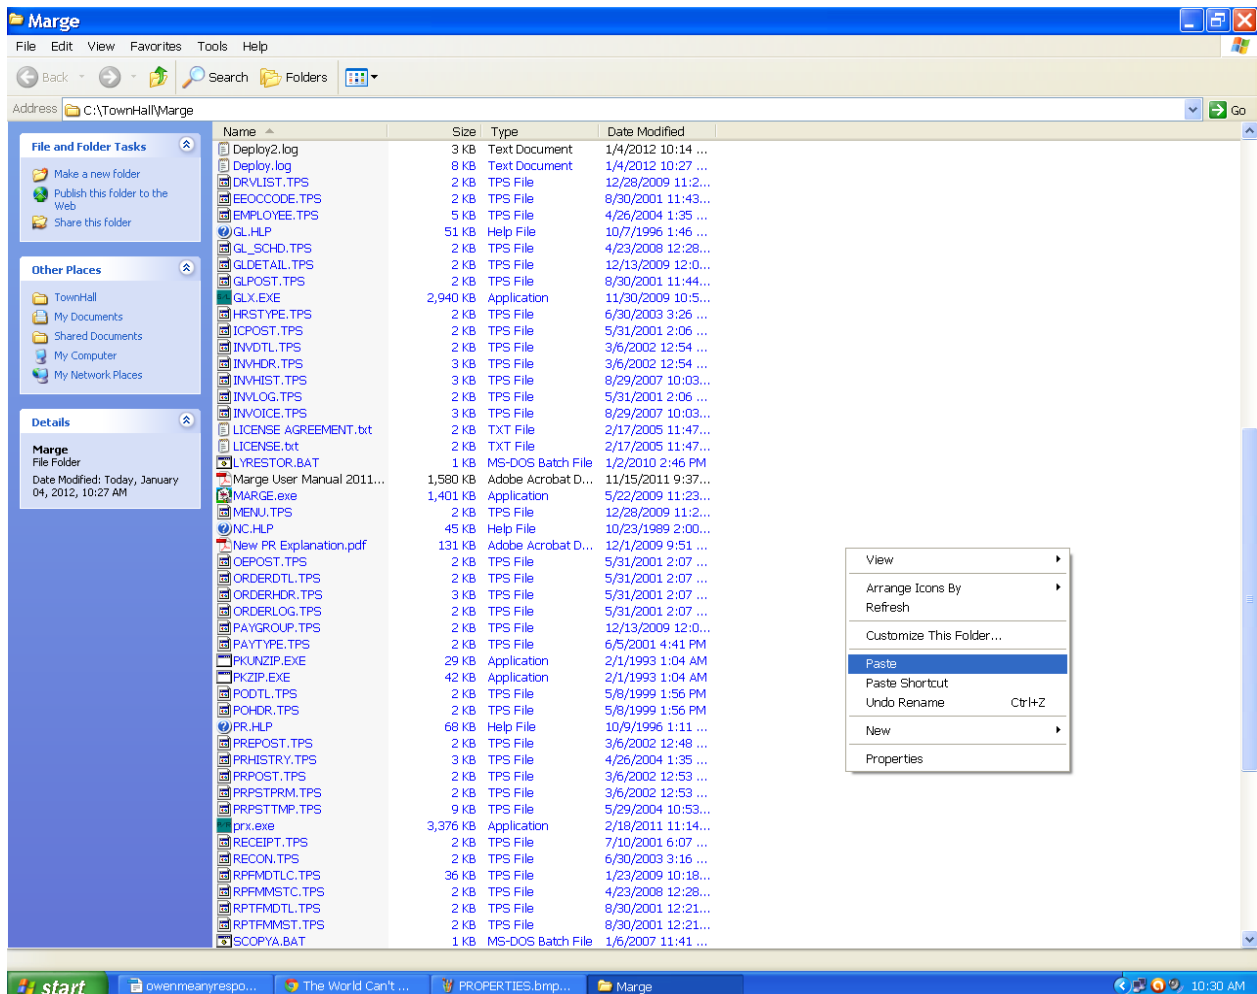 Marge
File Edit View Favorites Tools Help
Back Search Folders
Address C:\TownHall\Marge Go
File and Folder Tasks
Make a new folder
Publish this folder to the
Web
Share this folder
Other Places
TownHall
My Documents
Shared Documents
My Computer
My Network Places
Details
Marge
File Folder
Date Modified: Today, January
04, 2012, 10:27 AM
Name Size Type Date Modified
Deploy2.log 3 KB Text Document 1/4/2012 10:14 ...
Deploy.log 8 KB Text Document 1/4/2012 10:27 ...
DRVLIST.TPS 2 KB TPS File 12/28/2009 11:2...
EEOCCODE.TPS 2 KB TPS File 8/30/2001 11:43...
EMPLOYEE.TPS 5 KB TPS File 4/26/2004 1:35 ...
GL.HLP 51 KB Help File 10/7/1996 1:46 ...
GL_SCHD.TPS 2 KB TPS File 4/23/2008 12:28...
GLDETAIL.TPS 2 KB TPS File 12/13/2009 12:0...
GLPOST.TPS 2 KB TPS File 8/30/2001 11:44...
GLX.EXE 2,940 KB Application 11/30/2009 10:5...
HRSTYPE.TPS 2 KB TPS File 6/30/2003 3:26 ...
ICPOST.TPS 2 KB TPS File 5/31/2001 2:06 ...
INVDTL.TPS 2 KB TPS File 3/6/2002 12:54 ...
INVHDR.TPS 3 KB TPS File 3/6/2002 12:54 ...
INVHIST.TPS 3 KB TPS File 8/29/2007 10:03...
INVLOG.TPS 2 KB TPS File 5/31/2001 2:06 ...
INVOICE.TPS 3 KB TPS File 8/29/2007 10:03...
LICENSE AGREEMENT.txt 2 KB TXT File 2/17/2005 11:47...
LICENSE.txt 2 KB TXT File 2/17/2005 11:47...
LYRESTOR.BAT 1 KB MS-DOS Batch File 1/2/2010 2:46 PM
Marge User Manual 2011... 1,580 KB Adobe Acrobat D... 11/15/2011 9:37...
MARGE.exe 1,401 KB Application 5/22/2009 11:23...
MENU.TPS 2 KB TPS File 12/28/2009 11:2...
NC.HLP 45 KB Help File 10/23/1989 2:00...
New PR Explanation.pdf 131 KB Adobe Acrobat D... 12/1/2009 9:51 ...
OEPOST.TPS 2 KB TPS File 5/31/2001 2:07 ...
ORDERDTL.TPS 2 KB TPS File 5/31/2001 2:07 ...
ORDERHDR.TPS 3 KB TPS File 5/31/2001 2:07 ...
ORDERLOG.TPS 2 KB TPS File 5/31/2001 2:07 ...
PAYGROUP.TPS 2 KB TPS File 12/13/2009 12:0...
PAYTYPE.TPS 2 KB TPS File 6/5/2001 4:41 PM
PKUNZIP.EXE 29 KB Application 2/1/1993 1:04 AM
PKZIP.EXE 42 KB Application 2/1/1993 1:04 AM
PODTL.TPS 2 KB TPS File 5/8/1999 1:56 PM
POHDR.TPS 2 KB TPS File 5/8/1999 1:56 PM
PR.HLP 68 KB Help File 10/9/1996 1:11 ...
PREPOST.TPS 2 KB TPS File 3/6/2002 12:48 ...
PRHISTRY.TPS 3 KB TPS File 4/26/2004 1:35 ...
PRPOST.TPS 2 KB TPS File 3/6/2002 12:53 ...
PRPSTPRM.TPS 2 KB TPS File 3/6/2002 12:53 ...
PRPSTTMP.TPS 9 KB TPS File 5/29/2004 10:53...
prx.exe 3,376 KB Application 2/18/2011 11:14...
RECEIPT.TPS 2 KB TPS File 7/10/2001 6:07 ...
RECON.TPS 2 KB TPS File 6/30/2003 3:16 ...
RPFMDTLC.TPS 36 KB TPS File 1/23/2009 10:18...
RPFMMSTC.TPS 2 KB TPS File 4/23/2008 12:28...
RPTFMDTL.TPS 2 KB TPS File 8/30/2001 12:21...
RPTFMMST.TPS 2 KB TPS File 8/30/2001 12:21...
SCOPYA.BAT 1 KB MS-DOS Batch File 1/6/2007 11:41 ...
View
Arrange Icons By
Refresh
Customize This Folder...
Paste
Paste Shortcut
Undo Rename Ctrl+Z
New
Properties
start owenmeanyrespo... The World Can't ... PROPERTIES.bmp... Marge 10:30 AM